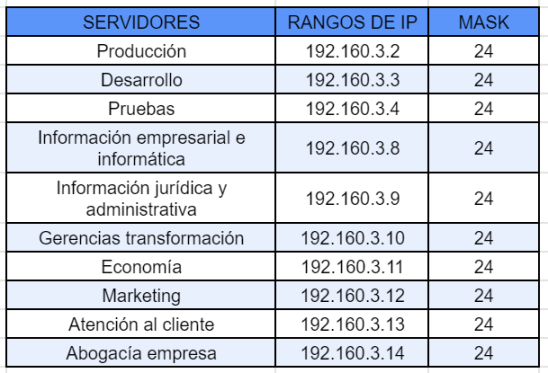 SERVIDORES RANGOS DE IP MASK
Producción 192.160.3.2 24
Desarrollo 192.160.3.3 24
Pruebas 192.160.3.4 24
Información empresarial e
informática 192.160.3.8 24
Información jurídica y
administrativa 192.160.3.9 24
Gerencias transformación 192.160.3.10 24
Economía 192.160.3.11 24
Marketing 192.160.3.12 24
Atención al cliente 192.160.3.13 24
Abogacía empresa 192.160.3.14 24